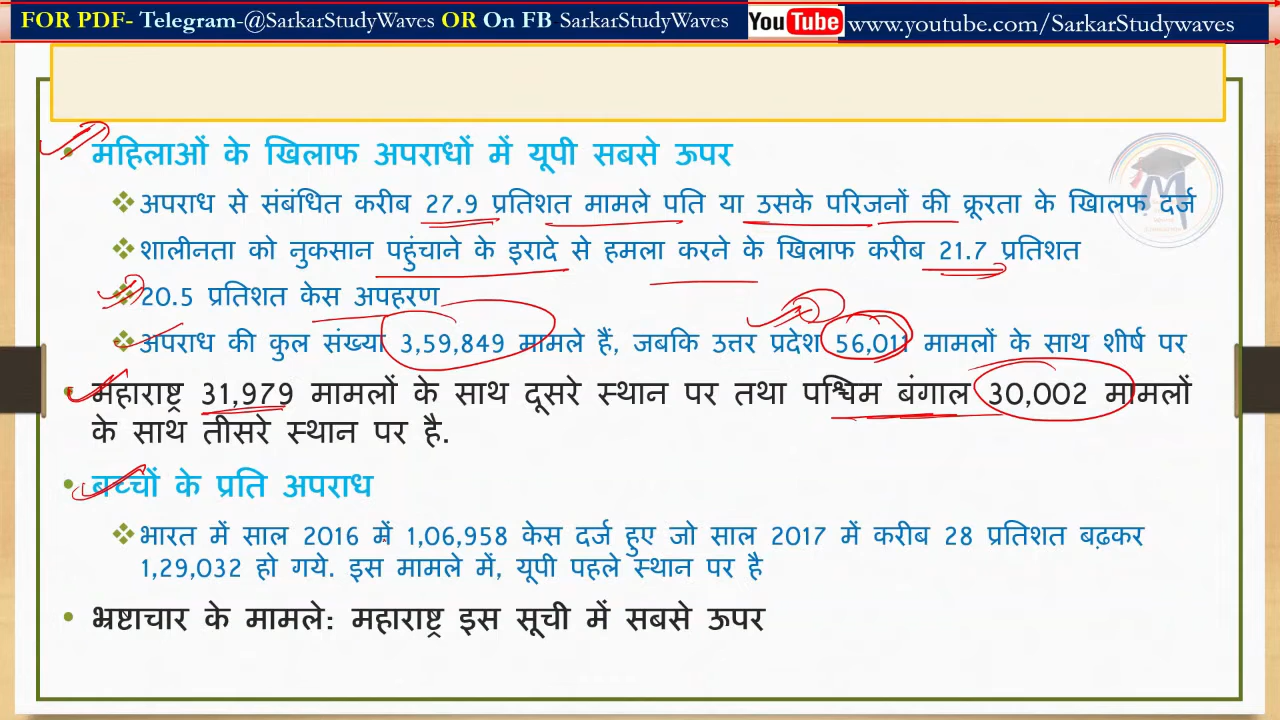 FOR PDF- Telegram-@SarkarStudyWaves OR On FB SarkarStudyWaves YouTube www.youtube.com/SarkarStudywaves
महिलाओं के खिलाफ अपराधों में यूपी सबसे ऊपर
अपराध से संबंधित करीब 27.9 प्रतिशत मामले पति या उसके परिजनों की क्रूरता के खिालफ दर्ज
शालीनता को नुकसान पहुंचाने के इरादे से हमला करने के खिलाफ करीब 21.7 प्रतिशत
20.5 प्रतिशत केस अपहरण
अपराध की कुल संख्या 3,59,849 मामले हैं, जबकि उत्तर प्रदेश 56,011 मामलों के साथ शीर्ष पर
महाराष्ट्र 31,979 मामलों के साथ दूसरे स्थान पर तथा पश्चिम बंगाल 30,002 मामलों
के साथ तीसरे स्थान पर है.
बच्चों के प्रति अपराध
भारत में साल 2016 में 1,06,958 केस दर्ज हुए जो साल 2017 में करीब 28 प्रतिशत बढ़कर
1,29,032 हो गये. इस मामले में, यूपी पहले स्थान पर है
भ्रष्टाचार के मामले: महाराष्ट्र इस सूची में सबसे ऊपर